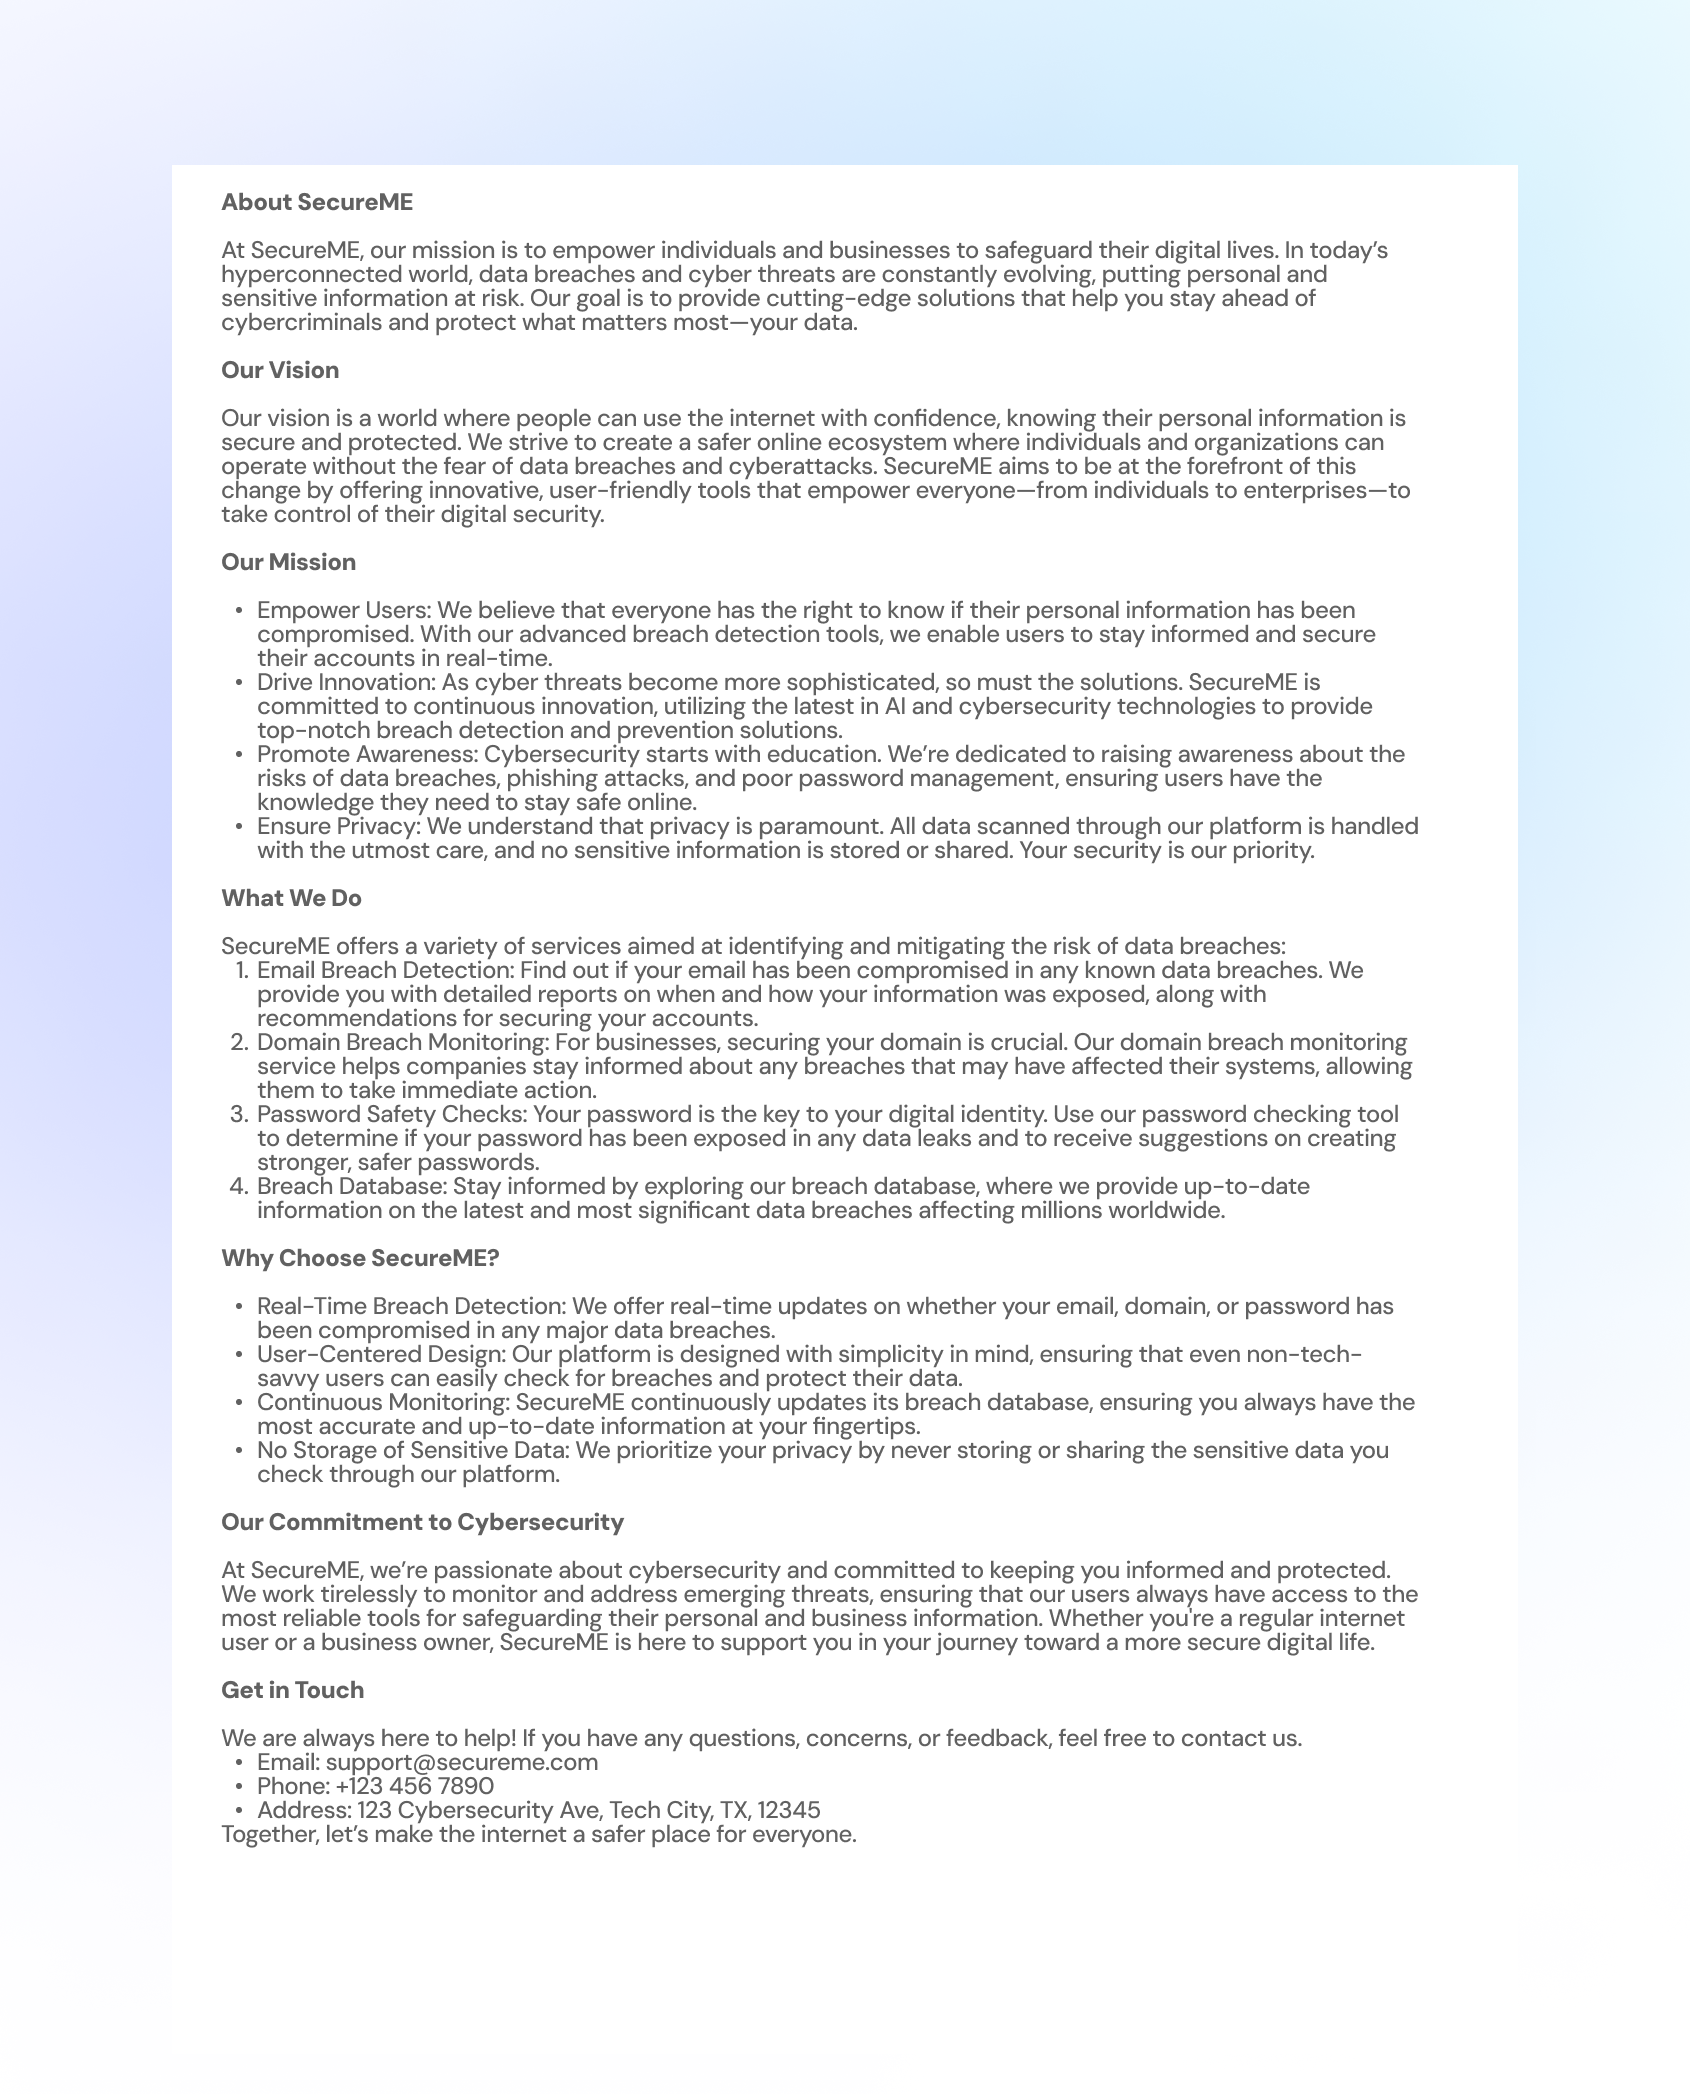 About SecureME
At SecureME, our mission is to empower individuals and businesses to safeguard their digital lives. In today’s
hyperconnected world, data breaches and cyber threats are constantly evolving, putting personal and
sensitive information at risk. Our goal is to provide cutting-edge solutions that help you stay ahead of
cybercriminals and protect what matters most—your data.
Our Vision
Our vision is a world where people can use the internet with confidence, knowing their personal information is
secure and protected. We strive to create a safer online ecosystem where individuals and organizations can
operate without the fear of data breaches and cyberattacks. SecureME aims to be at the forefront of this
change by offering innovative, user-friendly tools that empower everyone—from individuals to enterprises—to
take control of their digital security.
Our Mission
• Empower Users: We believe that everyone has the right to know if their personal information has been
compromised. With our advanced breach detection tools, we enable users to stay informed and secure
their accounts in real-time.
• Drive Innovation: As cyber threats become more sophisticated, so must the solutions. SecureME is
committed to continuous innovation, utilizing the latest in AI and cybersecurity technologies to provide
top-notch breach detection and prevention solutions.
• Promote Awareness: Cybersecurity starts with education. We’re dedicated to raising awareness about the
risks of data breaches, phishing attacks, and poor password management, ensuring users have the
knowledge they need to stay safe online.
• Ensure Privacy: We understand that privacy is paramount. All data scanned through our platform is handled
with the utmost care, and no sensitive information is stored or shared. Your security is our priority.
What We Do
SecureME offers a variety of services aimed at identifying and mitigating the risk of data breaches:
1. Email Breach Detection: Find out if your email has been compromised in any known data breaches. We
provide you with detailed reports on when and how your information was exposed, along with
recommendations for securing your accounts.
2. Domain Breach Monitoring: For businesses, securing your domain is crucial. Our domain breach monitoring
service helps companies stay informed about any breaches that may have affected their systems, allowing
them to take immediate action.
3. Password Safety Checks: Your password is the key to your digital identity. Use our password checking tool
to determine if your password has been exposed in any data leaks and to receive suggestions on creating
stronger, safer passwords.
4. Breach Database: Stay informed by exploring our breach database, where we provide up-to-date
information on the latest and most significant data breaches affecting millions worldwide.
Why Choose SecureME?
• Real-Time Breach Detection: We offer real-time updates on whether your email, domain, or password has
been compromised in any major data breaches.
• User-Centered Design: Our platform is designed with simplicity in mind, ensuring that even non-tech-
savvy users can easily check for breaches and protect their data.
• Continuous Monitoring: SecureME continuously updates its breach database, ensuring you always have the
most accurate and up-to-date information at your fingertips.
• No Storage of Sensitive Data: We prioritize your privacy by never storing or sharing the sensitive data you
check through our platform.
Our Commitment to Cybersecurity
At SecureME, we’re passionate about cybersecurity and committed to keeping you informed and protected.
We work tirelessly to monitor and address emerging threats, ensuring that our users always have access to the
most reliable tools for safeguarding their personal and business information. Whether you're a regular internet
user or a business owner, SecureME is here to support you in your journey toward a more secure digital life.
Get in Touch
We are always here to help! If you have any questions, concerns, or feedback, feel free to contact us.
• Email: support@secureme.com
• Phone: +123 456 7890
• Address: 123 Cybersecurity Ave, Tech City, TX, 12345
Together, let’s make the internet a safer place for everyone.